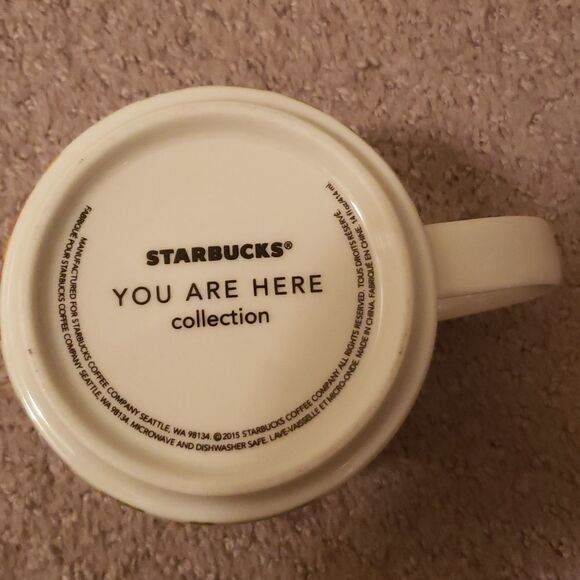 STARBUCKS®
YOU ARE HERE
collection
MANUFACTURED FOR STARBUCKS COFFEE COMPANY SEATTLE, WA 98134. ©2015 STARBUCKS COFFEE COMPANY ALL RIGHTS RESERVED. TOUS DROITS RÉSERVÉ.
FABRIQUÉ POUR STARBUCKS COFFEE COMPANY SEATTLE, WA 98134. MICROWAVE AND DISHWASHER SAFE. LAVE-VAISSELLE ET MICRO-ONDE. MADE IN CHINA. FABRIQUÉ EN CHINE. 14 fl oz/414 ml